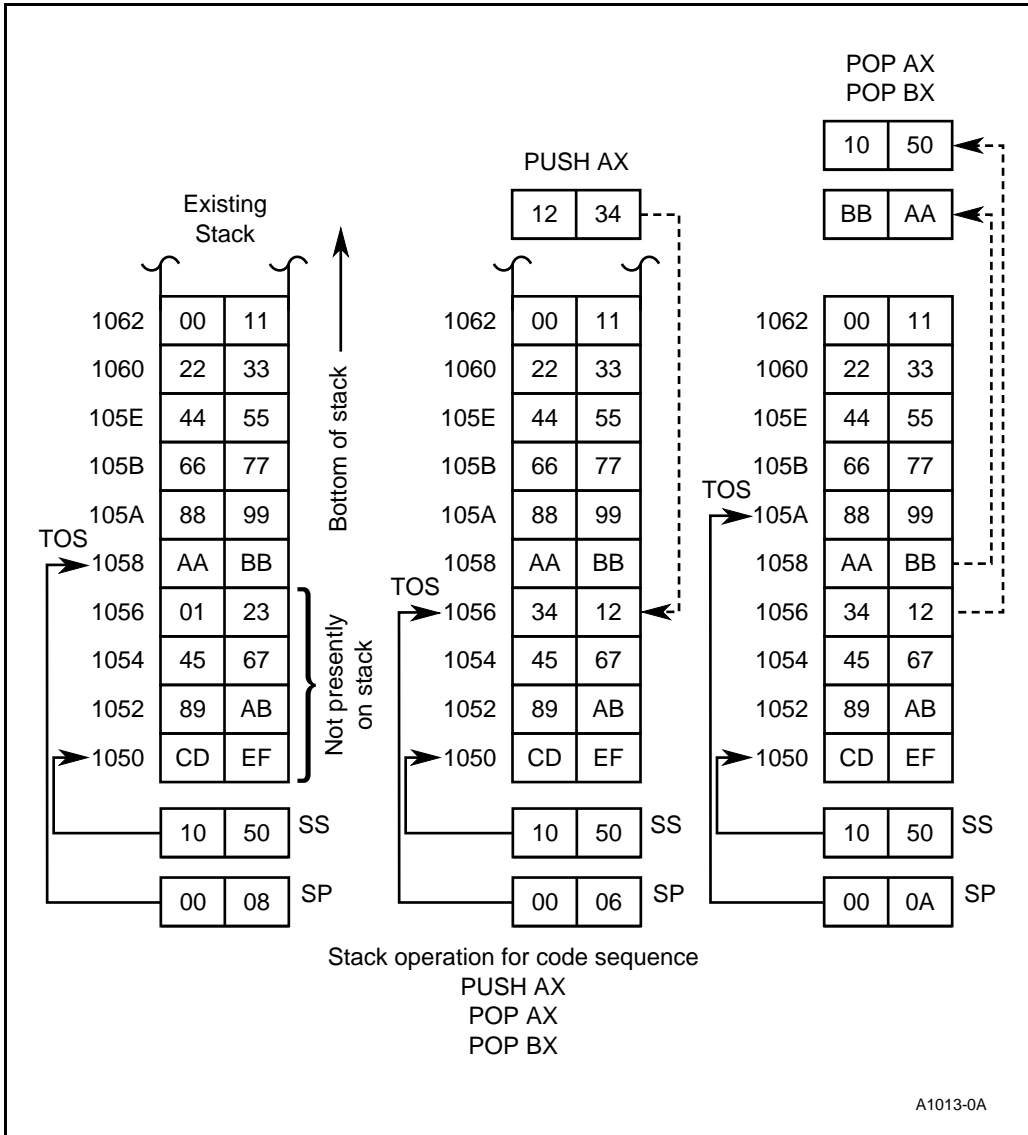 POP AX
POP BX
10 50
PUSH AX
12 34
BB AA
Existing
Stack
Bottom of stack
1062 00 11
1060 22 33
105E 44 55
105B 66 77
105A 88 99
TOS
1058 AA BB
1056 01 23
1054 45 67
1052 89 AB
1050 CD EF
Not presently
on stack
10 50 SS
00 08 SP
1062 00 11
1060 22 33
105E 44 55
105B 66 77
105A 88 99
1058 AA BB
TOS
1056 34 12
1054 45 67
1052 89 AB
1050 CD EF
10 50 SS
00 06 SP
1062 00 11
1060 22 33
105E 44 55
105B 66 77
TOS
105A 88 99
1058 AA BB
1056 34 12
1054 45 67
1052 89 AB
1050 CD EF
10 50 SS
00 0A SP
Stack operation for code sequence
PUSH AX
POP AX
POP BX
A1013-0A